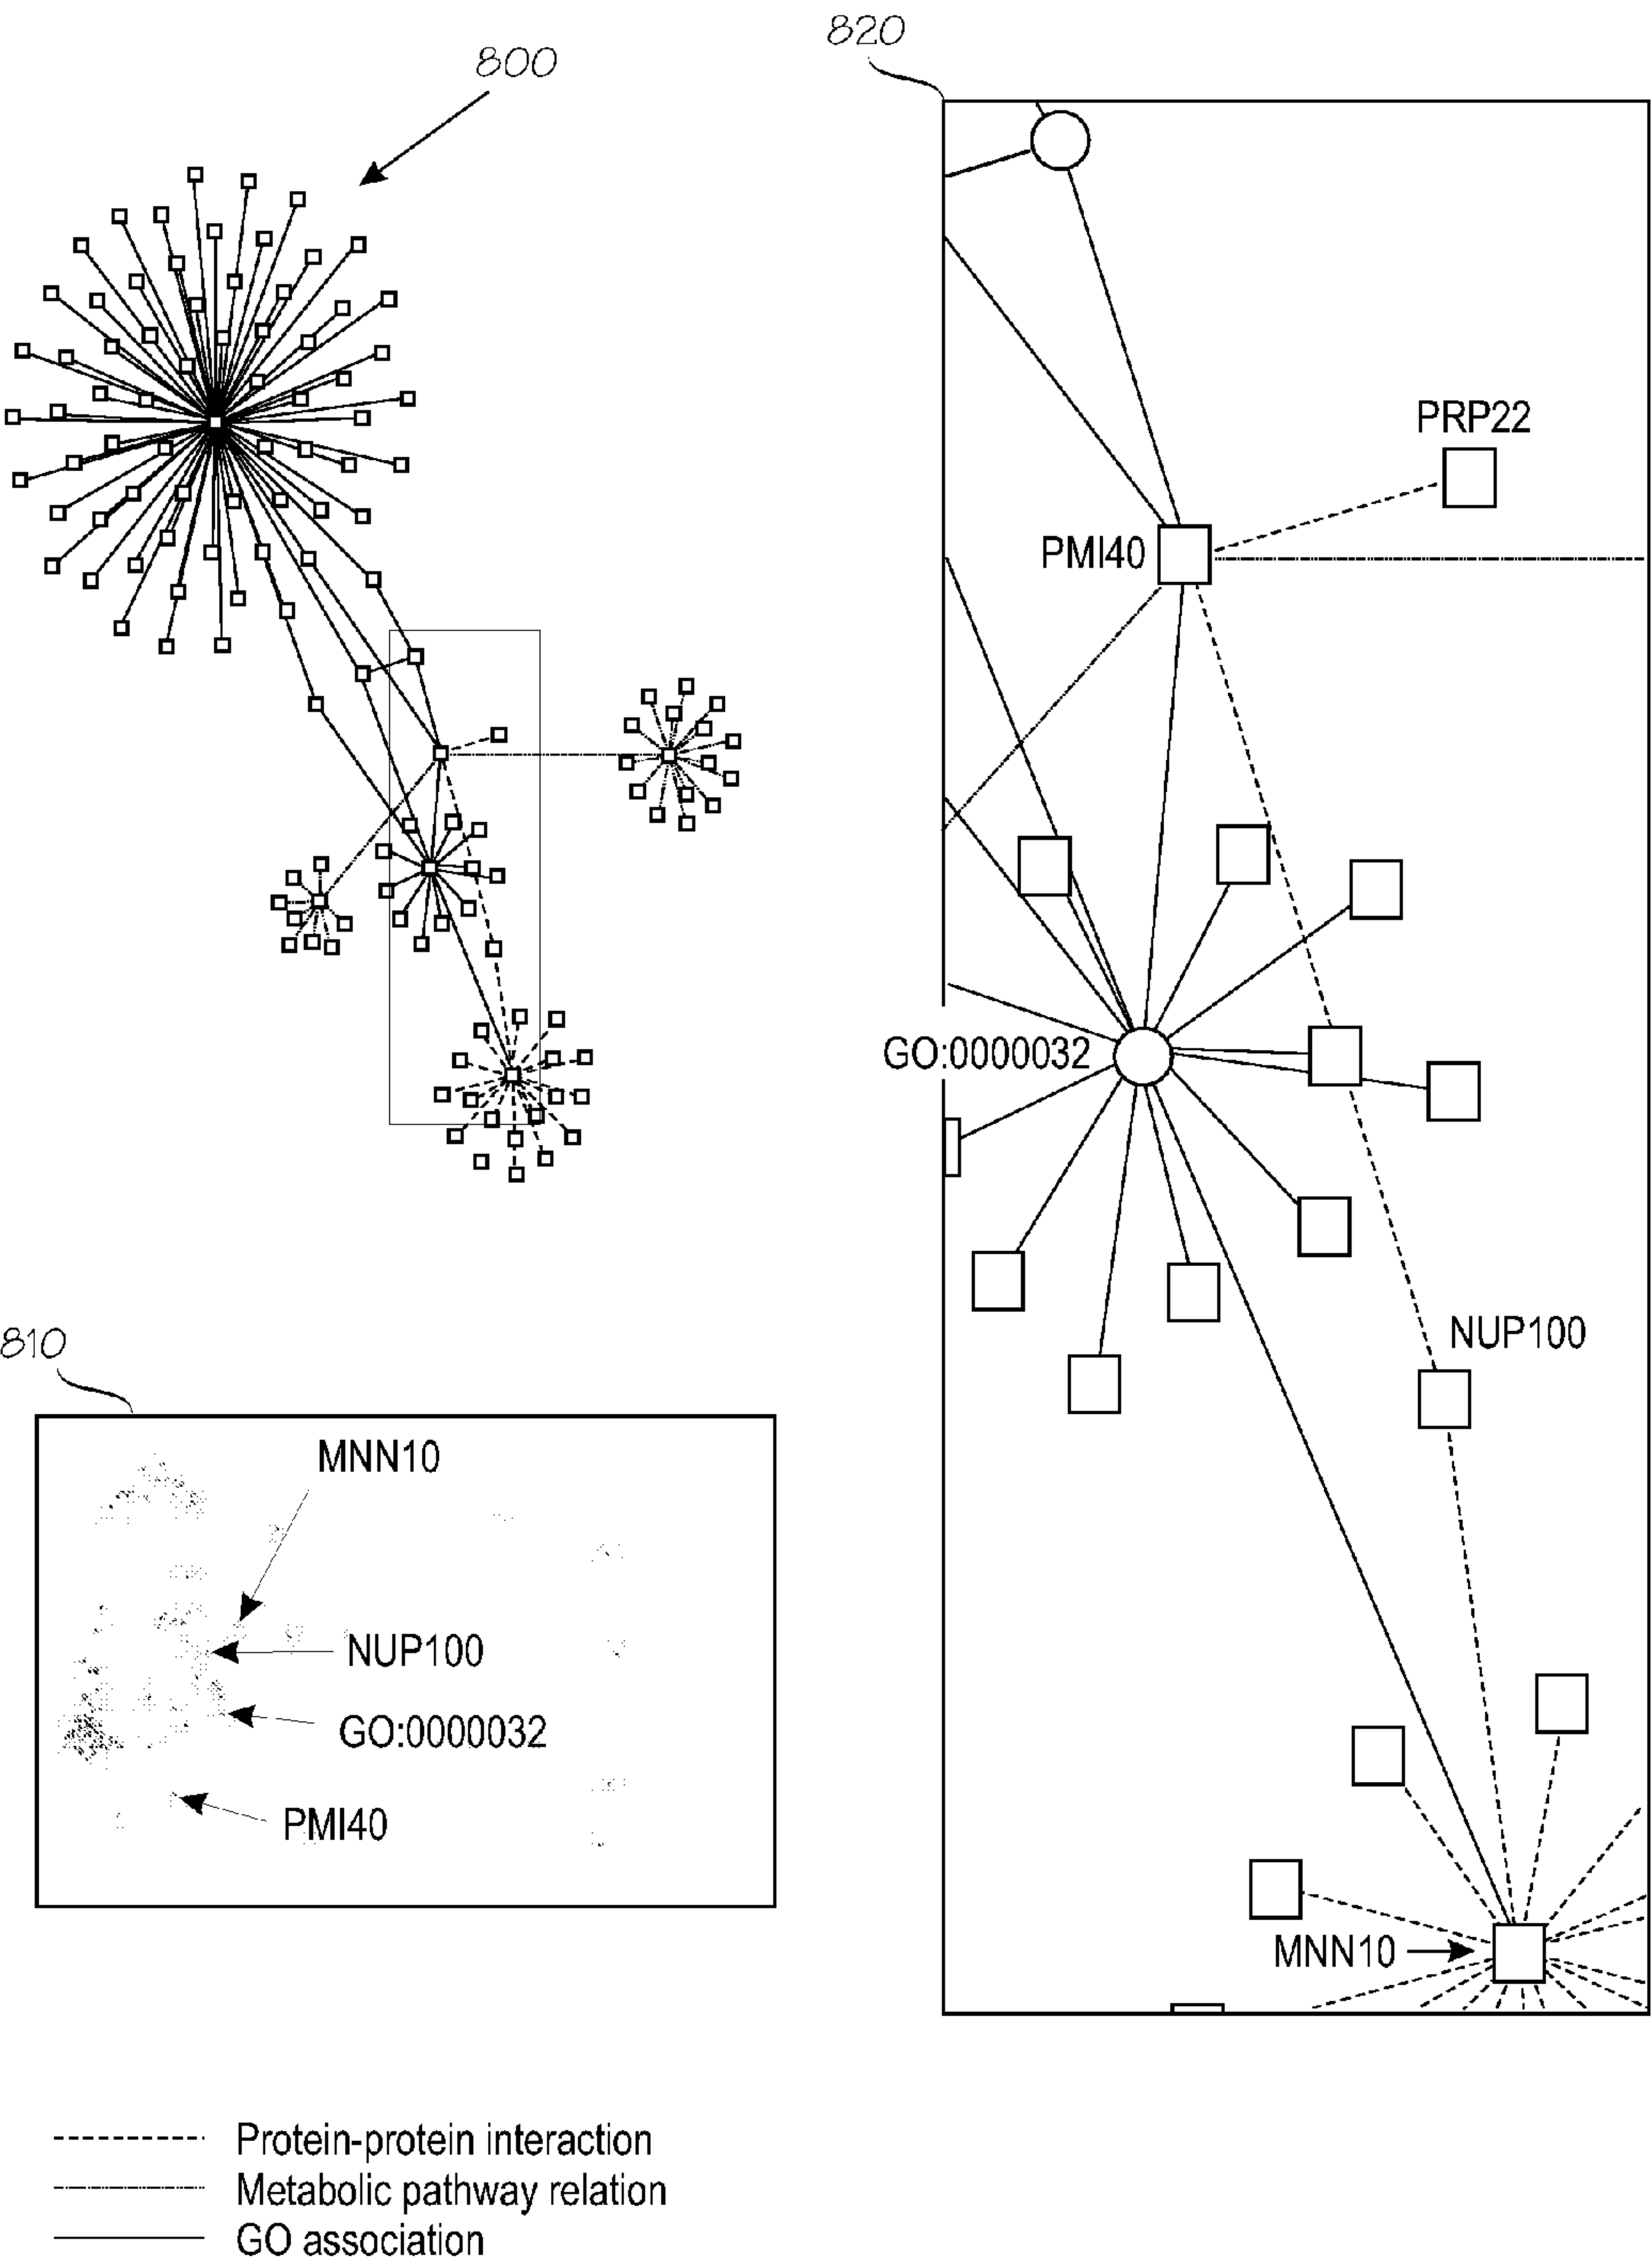 800
820
PRP22
PMI40
GO:0000032
NUP100
MNN10
810
MNN10
NUP100
GO:0000032
PMI40
Protein-protein interaction
Metabolic pathway relation
GO association